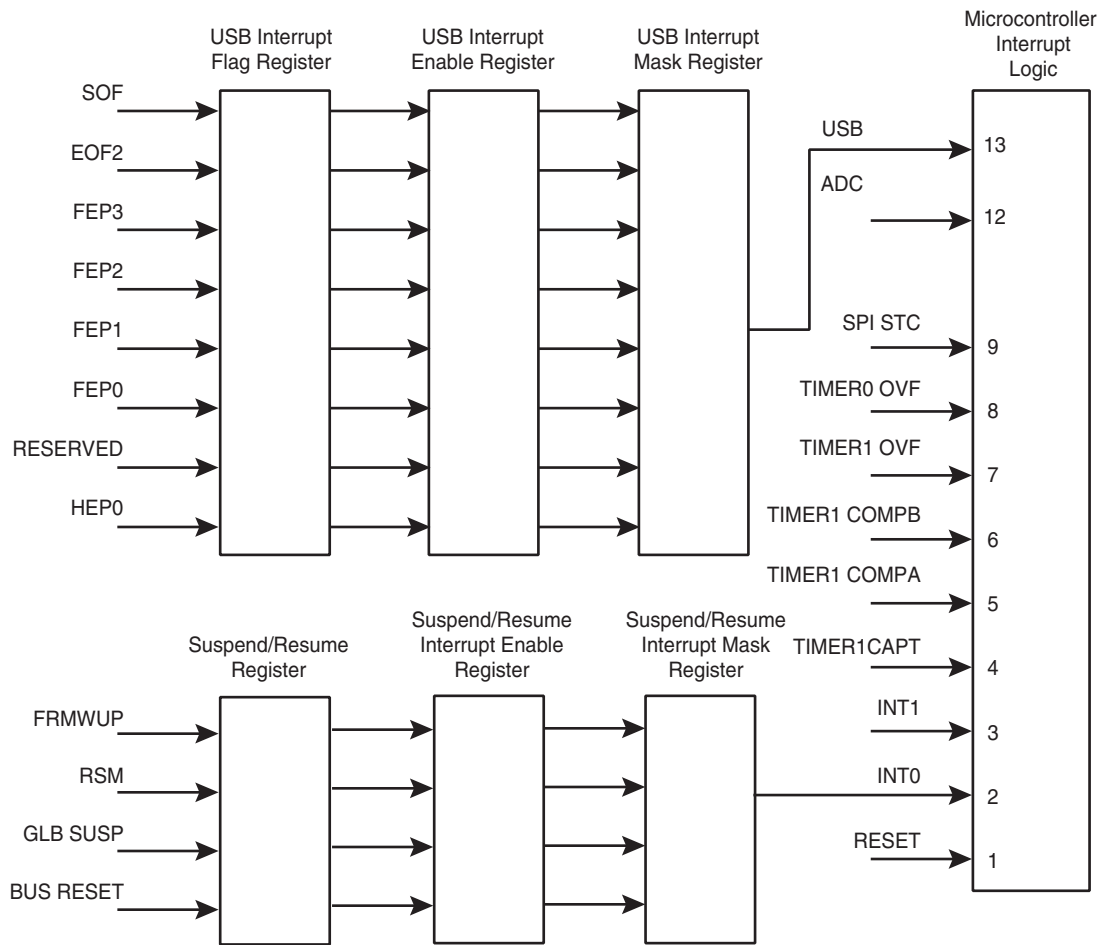 USB Interrupt
Flag Register
USB Interrupt
Enable Register
USB Interrupt
Mask Register
Microcontroller
Interrupt
Logic
SOF
EOF2
FEP3
FEP2
FEP1
FEP0
RESERVED
HEP0
USB
13
ADC
12
SPI STC
9
TIMER0 OVF
8
TIMER1 OVF
7
TIMER1 COMPB
6
TIMER1 COMPA
5
TIMER1CAPT
4
INT1
3
INT0
2
RESET
1
Suspend/Resume
Register
Suspend/Resume
Interrupt Enable
Register
Suspend/Resume
Interrupt Mask
Register
FRMWUP
RSM
GLB SUSP
BUS RESET